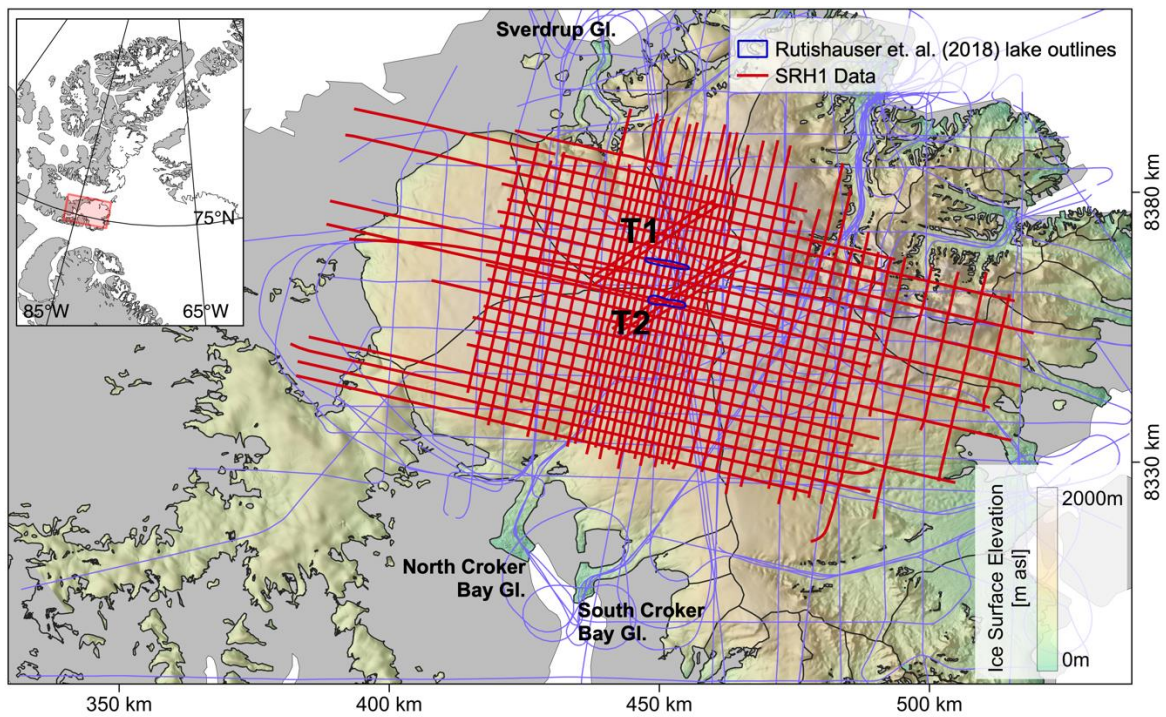 Sverdrup Gl.
Rutishauser et. al. (2018) lake outlines
SRH1 Data
75°N
85°W
65°W
T1
T2
8380 km
8330 km
North Croker
Bay Gl.
South Croker
Bay Gl.
Ice Surface Elevation
[m asl]
2000m
0m
350 km
400 km
450 km
500 km